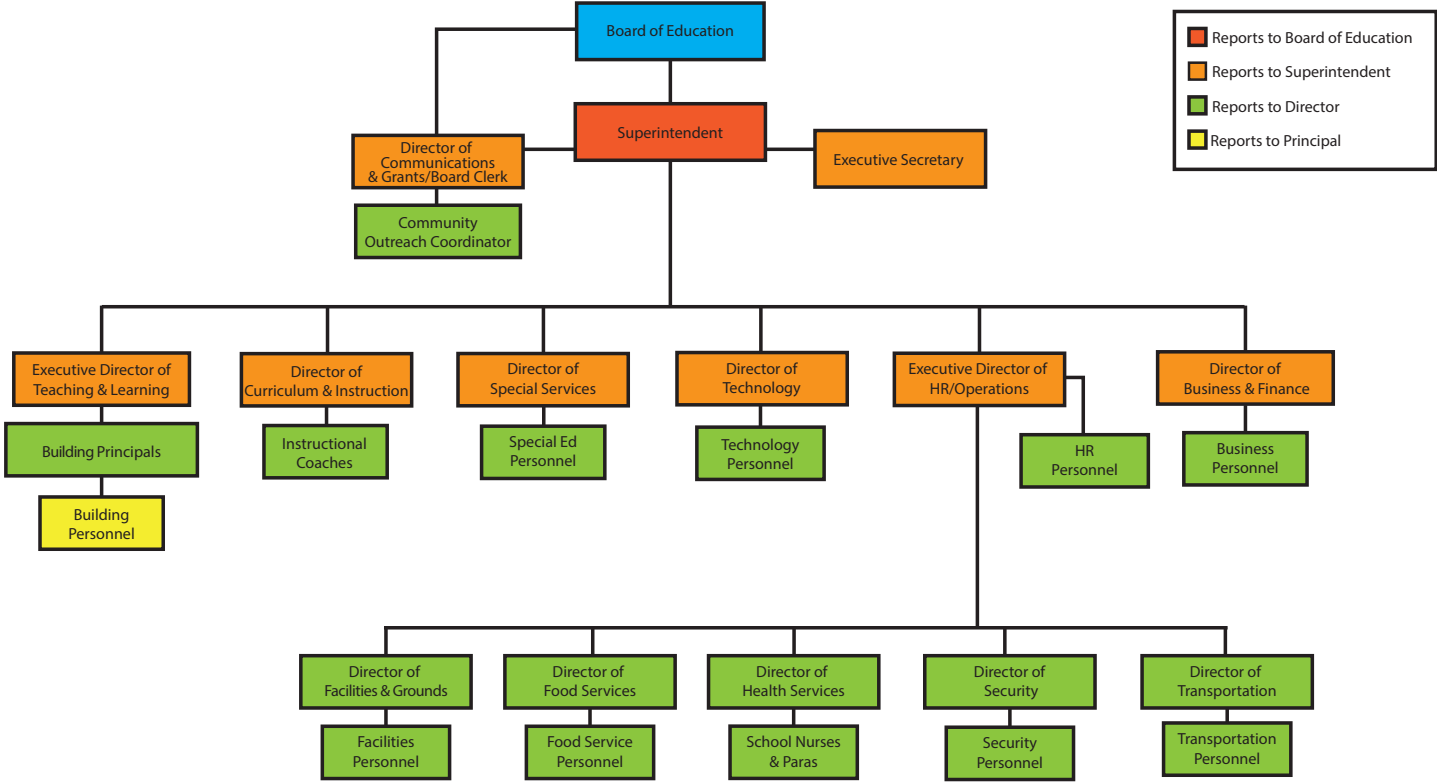 Board of Education
Reports to Board of Education
Reports to Superintendent
Reports to Director
Reports to Principal
Superintendent
Director of
Communications
& Grants/Board Clerk
Executive Secretary
Community
Outreach Coordinator
Executive Director of
Teaching & Learning
Director of
Curriculum & Instruction
Director of
Special Services
Director of
Technology
Executive Director of
HR/Operations
Director of
Business & Finance
Building Principals
Instructional
Coaches
Special Ed
Personnel
Technology
Personnel
HR
Personnel
Business
Personnel
Building
Personnel
Director of
Facilities & Grounds
Director of
Food Services
Director of
Health Services
Director of
Security
Director of
Transportation
Facilities
Personnel
Food Service
Personnel
School Nurses
& Paras
Security
Personnel
Transportation
Personnel